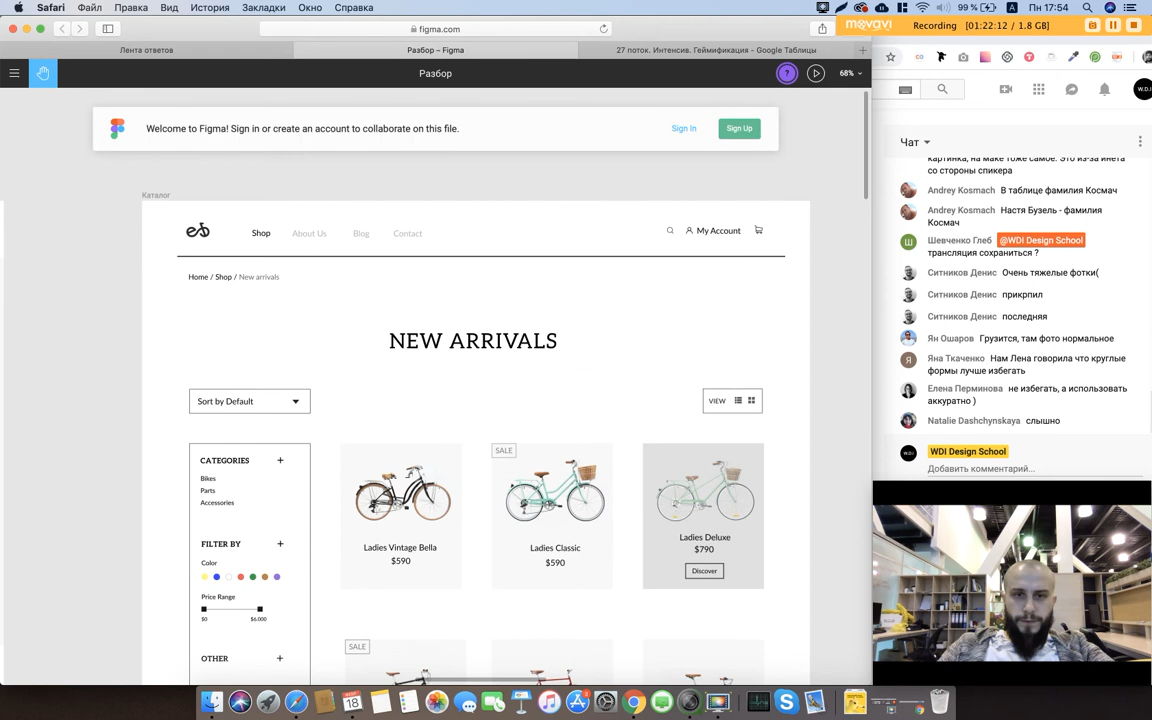 Safari Файл Правка Вид История Закладки Окно Справка
99 % Пн 17:54
movavi Recording [01:22:12 / 1.8 GB]
figma.com
Лента ответов
Разбор – Figma
27 поток. Интенсив. Геймификация - Google Таблицы
Разбор
? 68%
Welcome to Figma! Sign in or create an account to collaborate on this file.
Sign In
Sign Up
Каталог
Shop About Us Blog Contact
My Account
Home / Shop / New arrivals
NEW ARRIVALS
Sort by Default
VIEW
CATEGORIES +
Bikes
Parts
Accessories
FILTER BY +
Color
Price Range
$0 $6.000
OTHER +
Ladies Vintage Bella
$590
SALE
Ladies Classic
$590
Ladies Deluxe
$790
Discover
SALE
Чат
картинка, на маке тоже самое. Это из-за инета
со стороны спикера
Andrey Kosmach В таблице фамилия Космач
Andrey Kosmach Настя Бузель - фамилия
Космач
Ш Шевченко Глеб @WDI Design School
трансляция сохраниться ?
Ситников Денис Очень тяжелые фотки(
Ситников Денис прикрпил
Ситников Денис последняя
Ян Ошаров Грузится, там фото нормальное
Я Яна Ткаченко Нам Лена говорила что круглые
формы лучше избегать
Елена Перминова не избегать, а использовать
аккуратно )
Natalie Dashchynskaya слышно
WDI Design School
Добавить комментарий...